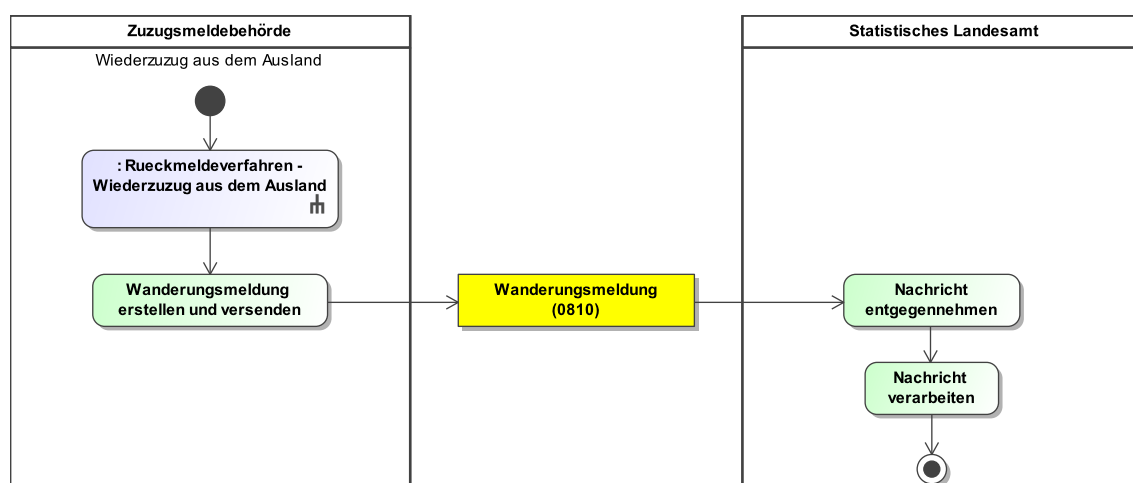 Zuzugsmeldebehörde
Statistisches Landesamt
Wiederzuzug aus dem Ausland
: Rueckmeldeverfahren -
Wiederzuzug aus dem Ausland
Wanderungsmeldung
erstellen und versenden
Wanderungsmeldung
(0810)
Nachricht
entgegennehmen
Nachricht
verarbeiten